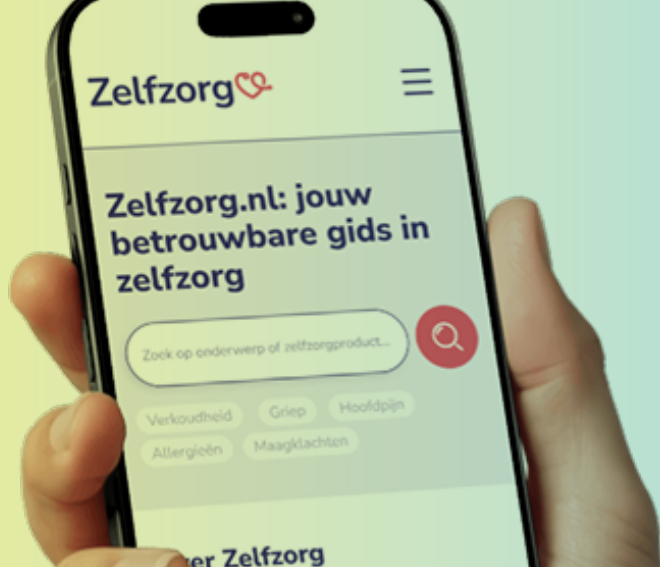 Zelfzorg
Zelfzorg.nl: jouw
betrouwbare gids in
zelfzorg
Zoek op onderwerp of zelfzorgproduct...
Verkoudheid Griep Hoofdpijn
Allergieën Maagklachten
er Zelfzorg